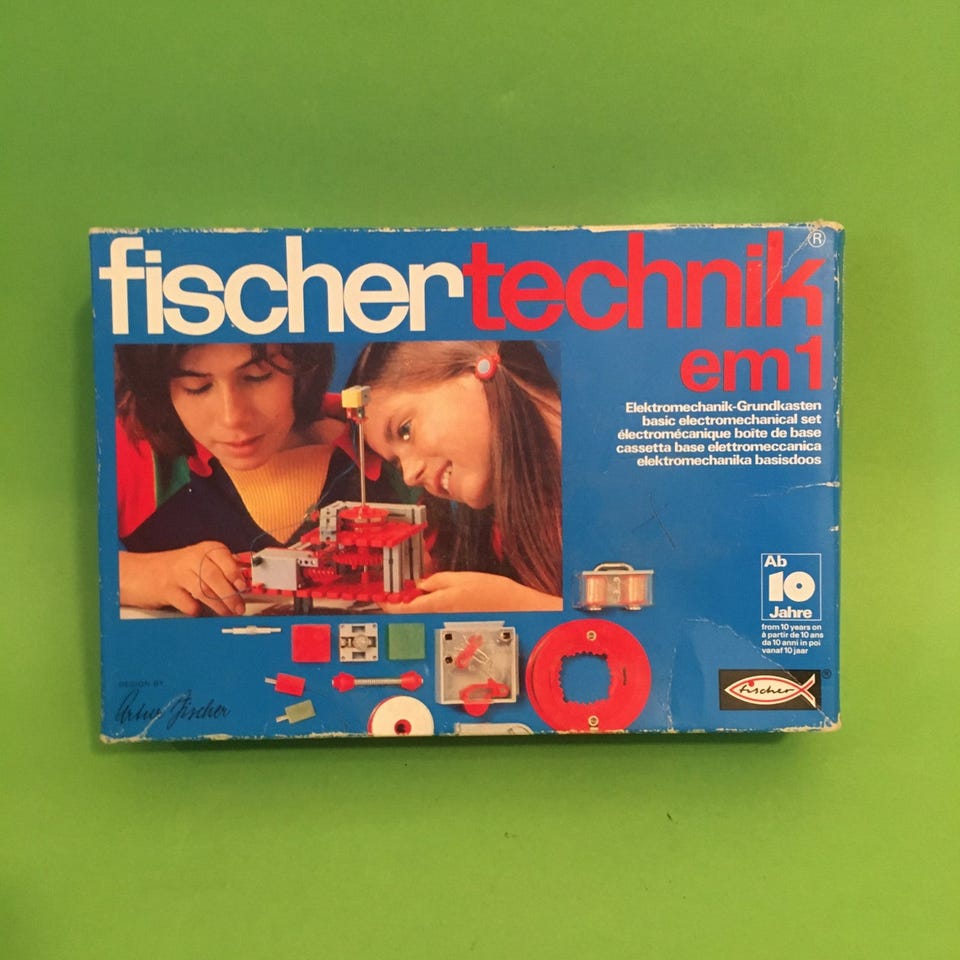 fischertechnik®
em1
Elektromechanik-Grundkasten
basic electromechanical set
électromécanique boîte de base
cassetta base elettromeccanica
elektromechanika basisdoos
Ab
10
Jahre
from 10 years on
à partir de 10 ans
da 10 anni in poi
vanaf 10 jaar
fischer®
DESIGN BY
Artur Fischer